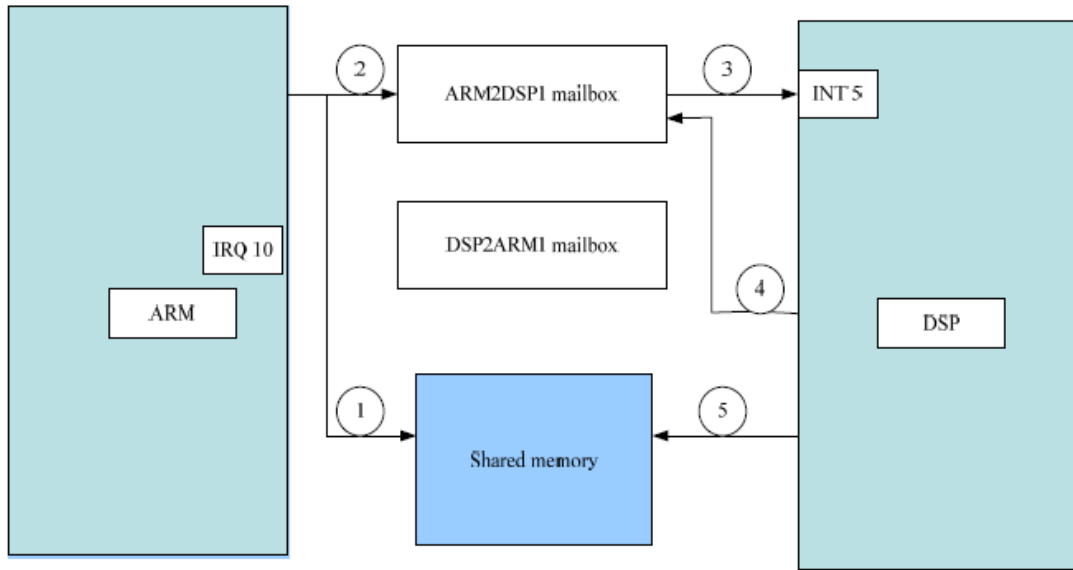 2
3
ARM2DSP1 mailbox
INT 5
IRQ 10
DSP2ARM1 mailbox
4
ARM
DSP
1
5
Shared memory